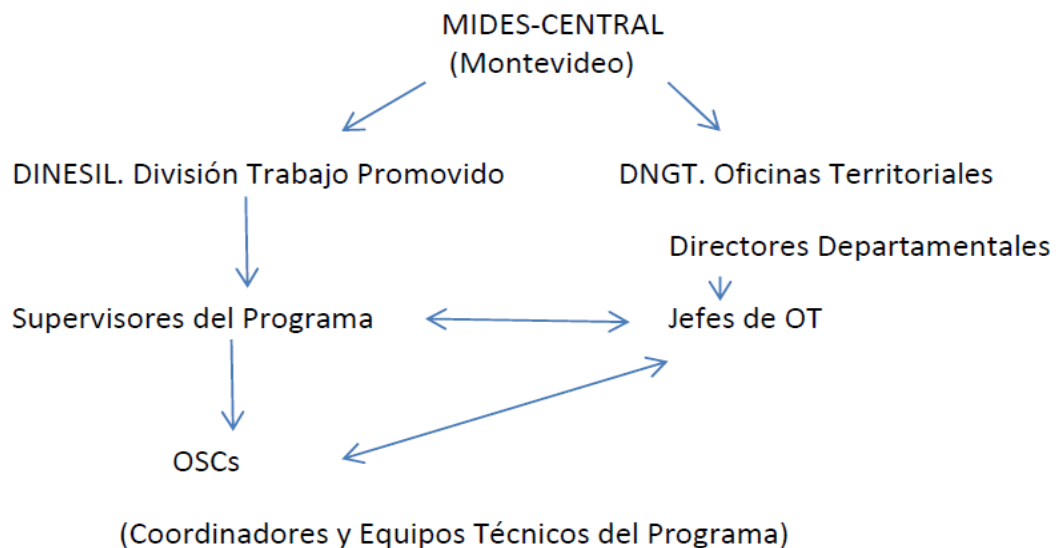 MIDES-CENTRAL
(Montevideo)
DINESIL. División Trabajo Promovido
DNGT. Oficinas Territoriales
Directores Departamentales
Supervisores del Programa
Jefes de OT
OSCs
(Coordinadores y Equipos Técnicos del Programa)